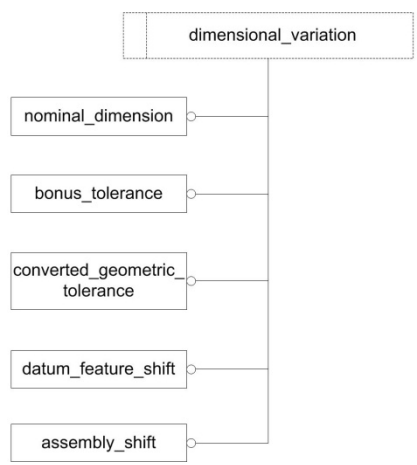 dimensional_variation
nominal_dimension
bonus_tolerance
converted_geometric_
tolerance
datum_feature_shift
assembly_shift